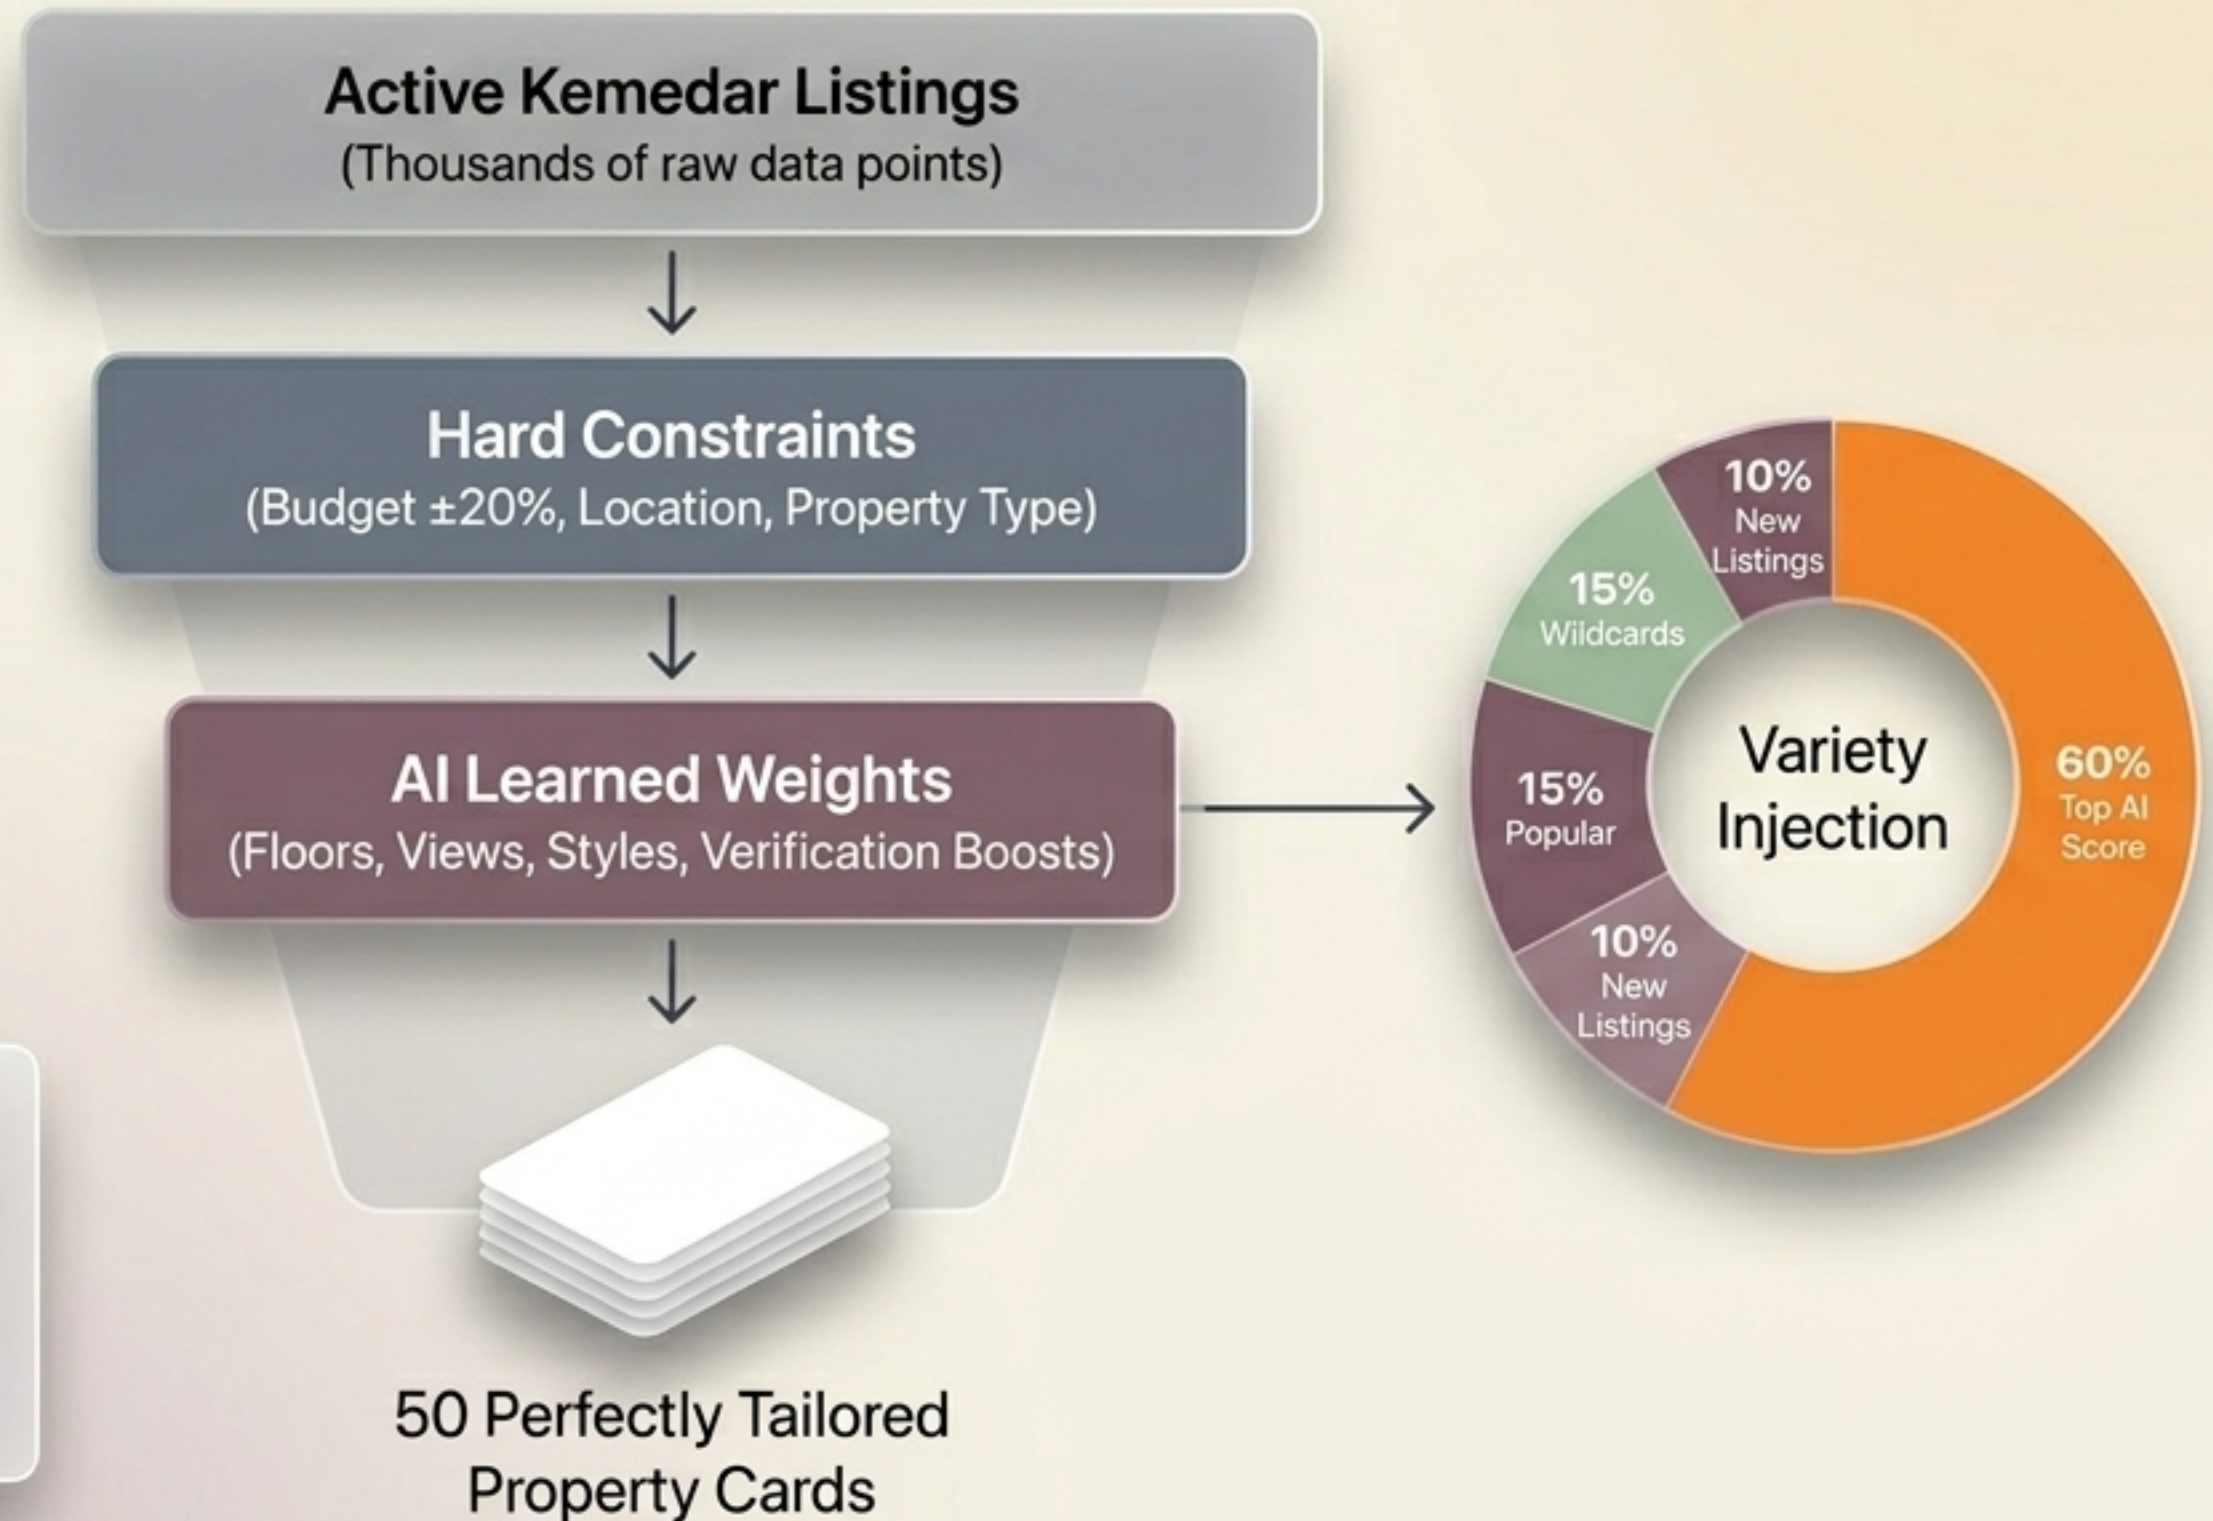 Active Kemedar Listings
(Thousands of raw data points)
Hard Constraints
(Budget ±20%, Location, Property Type)
AI Learned Weights
(Floors, Views, Styles, Verification Boosts)
50 Perfectly Tailored
Property Cards
10%
New
Listings
15%
Wildcards
15%
Popular
10%
New
Listings
Variety
Injection
60%
Top AI
Score